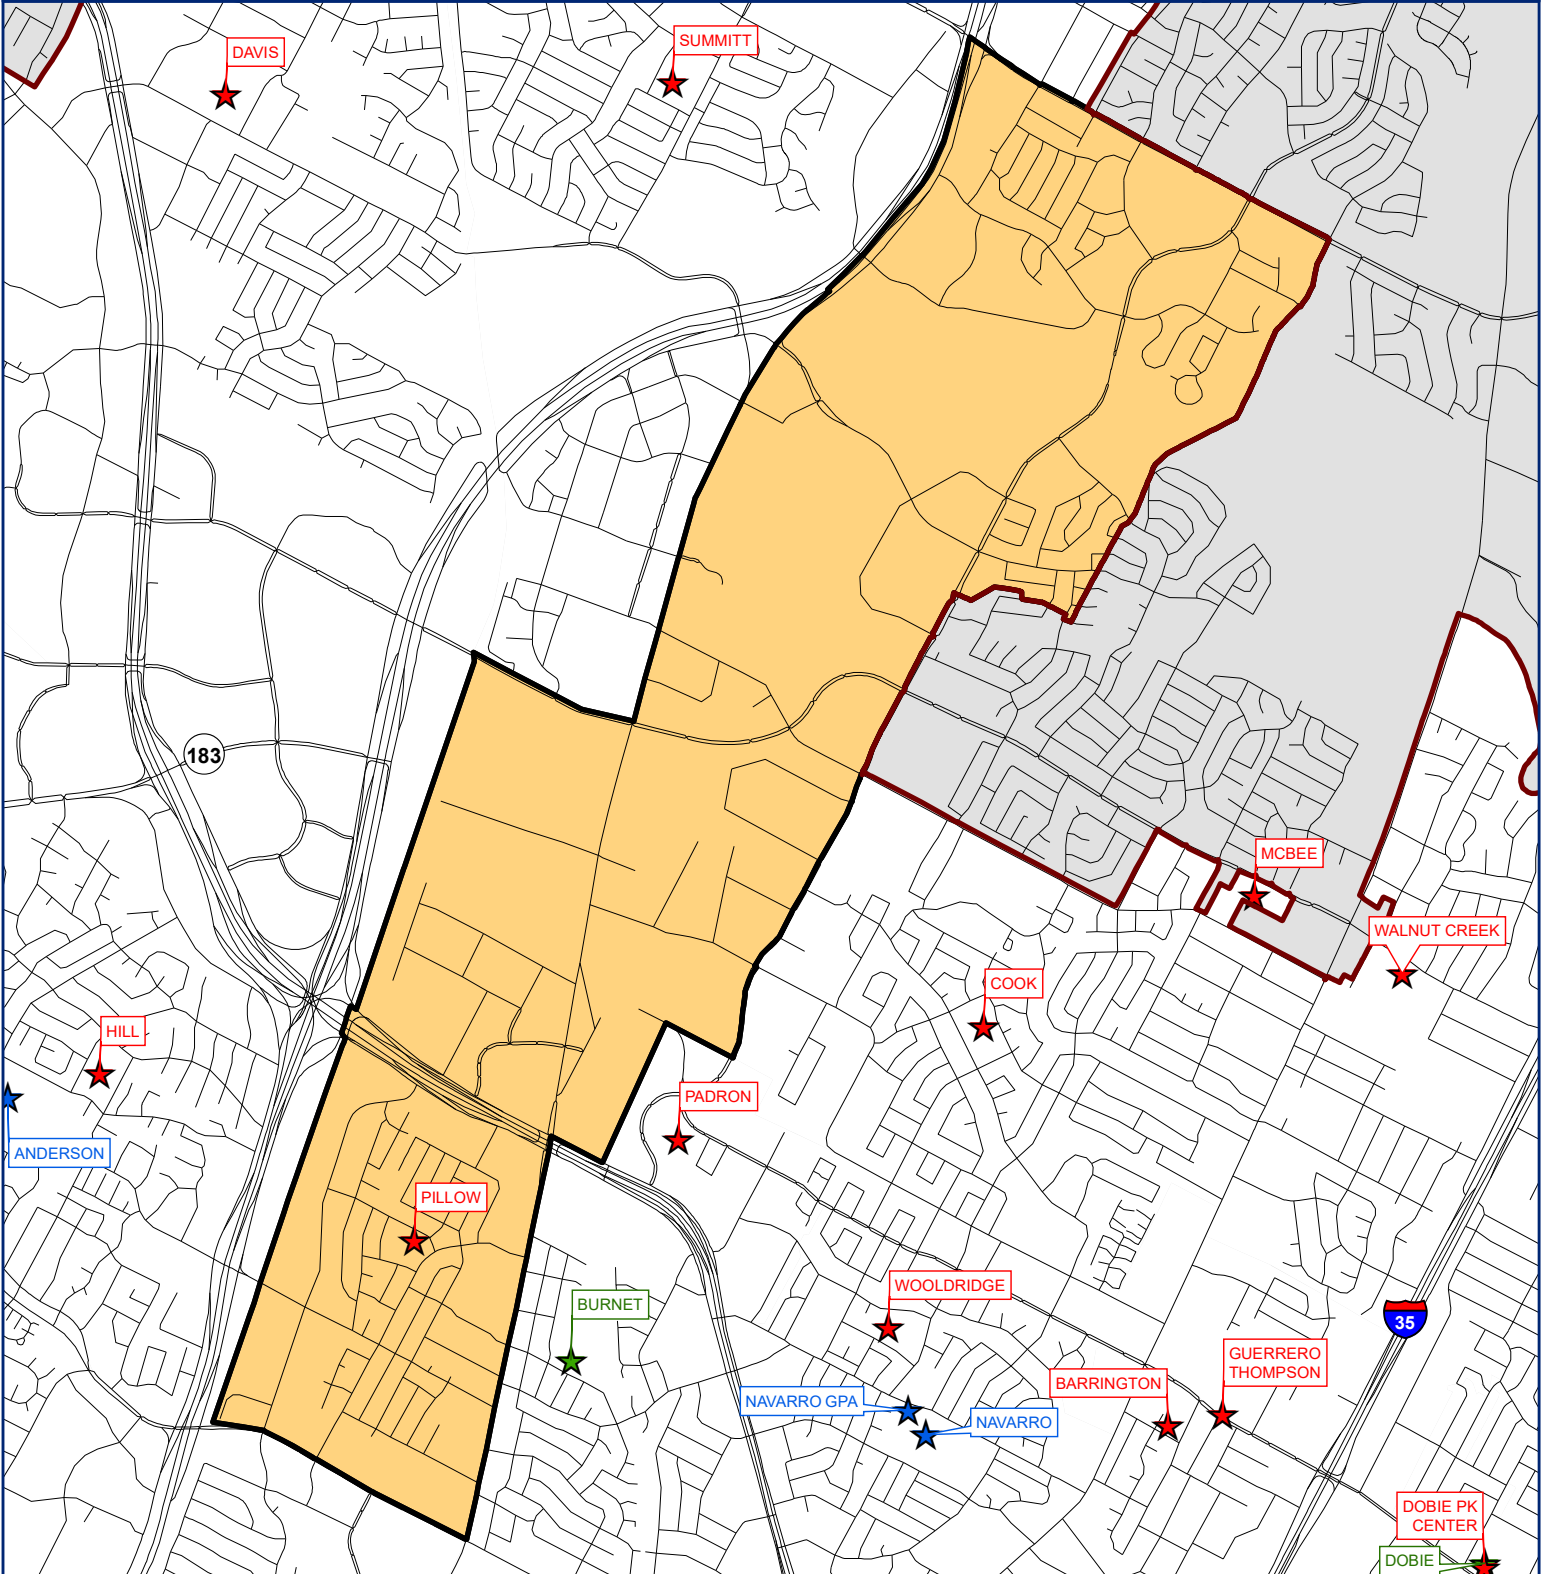 SUMMITT
DAVIS
183
MCBEE
WALNUT CREEK
COOK
HILL
PADRON
ANDERSON
PILLOW
WOOLDRIDGE
BURNET
35
GUERRERO
THOMPSON
BARRINGTON
NAVARRO GPA
NAVARRO
DOBIE PK
CENTER
DOBIE